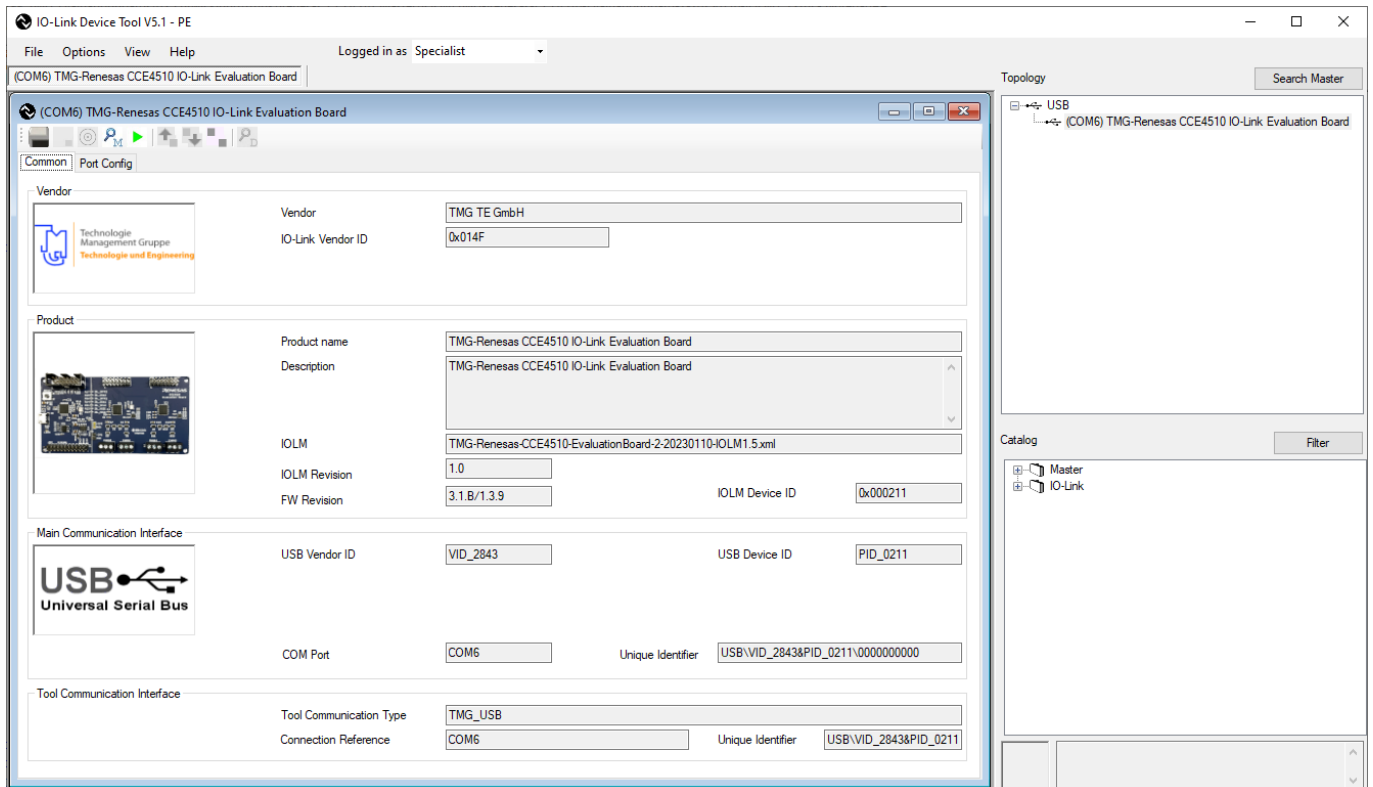 IO-Link Device Tool V5.1 - PE
File Options View Help Logged in as Specialist
(COM6) TMG-Renesas CCE4510 IO-Link Evaluation Board
Topology Search Master
(COM6) TMG-Renesas CCE4510 IO-Link Evaluation Board
USB
(COM6) TMG-Renesas CCE4510 IO-Link Evaluation Board
M D
Common Port Config
Vendor
Technologie
Management Gruppe
Technologie und Engineering
Vendor TMG TE GmbH
IO-Link Vendor ID 0x014F
Product
Product name TMG-Renesas CCE4510 IO-Link Evaluation Board
Description TMG-Renesas CCE4510 IO-Link Evaluation Board
IOLM TMG-Renesas-CCE4510-EvaluationBoard-2-20230110-IOLM1.5.xml
IOLM Revision 1.0
FW Revision 3.1.B/1.3.9 IOLM Device ID 0x000211
Main Communication Interface
USB
Universal Serial Bus
USB Vendor ID VID_2843 USB Device ID PID_0211
COM Port COM6 Unique Identifier USB\VID_2843&PID_0211\0000000000
Tool Communication Interface
Tool Communication Type TMG_USB
Connection Reference COM6 Unique Identifier USB\VID_2843&PID_0211
Catalog Filter
Master
IO-Link